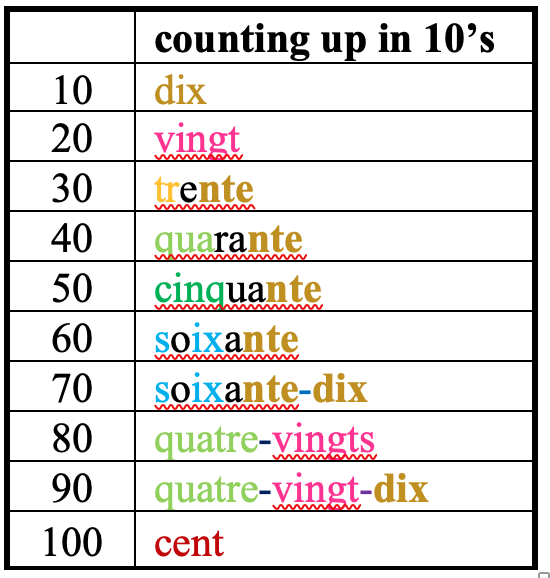 counting up in 10’s
10 dix
20 vingt
30 trente
40 quarante
50 cinquante
60 soixante
70 soixante-dix
80 quatre-vingts
90 quatre-vingt-dix
100 cent